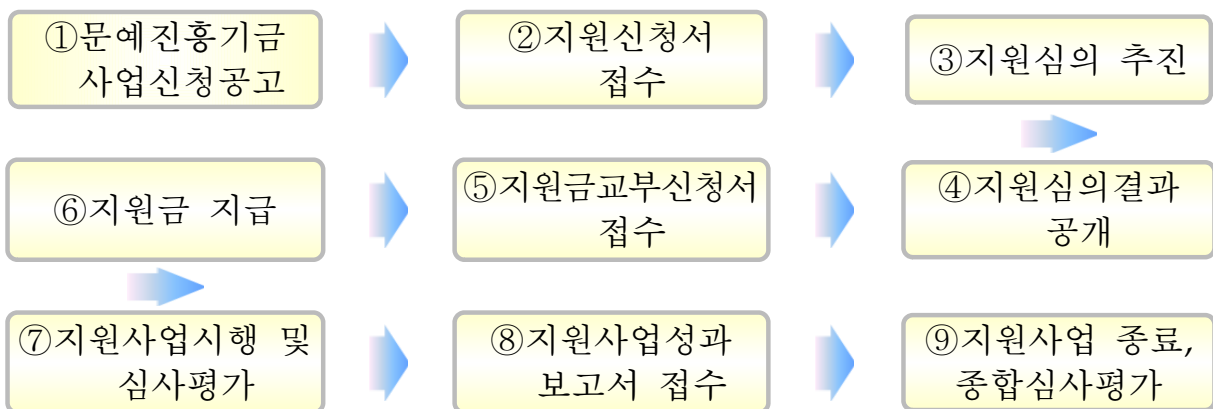 ①문예진흥기금
사업신청공고
②지원신청서
접수
③지원심의 추진
⑥지원금 지급
⑤지원금교부신청서
접수
④지원심의결과
공개
⑦지원사업시행 및
심사평가
⑧지원사업성과
보고서 접수
⑨지원사업 종료,
종합심사평가